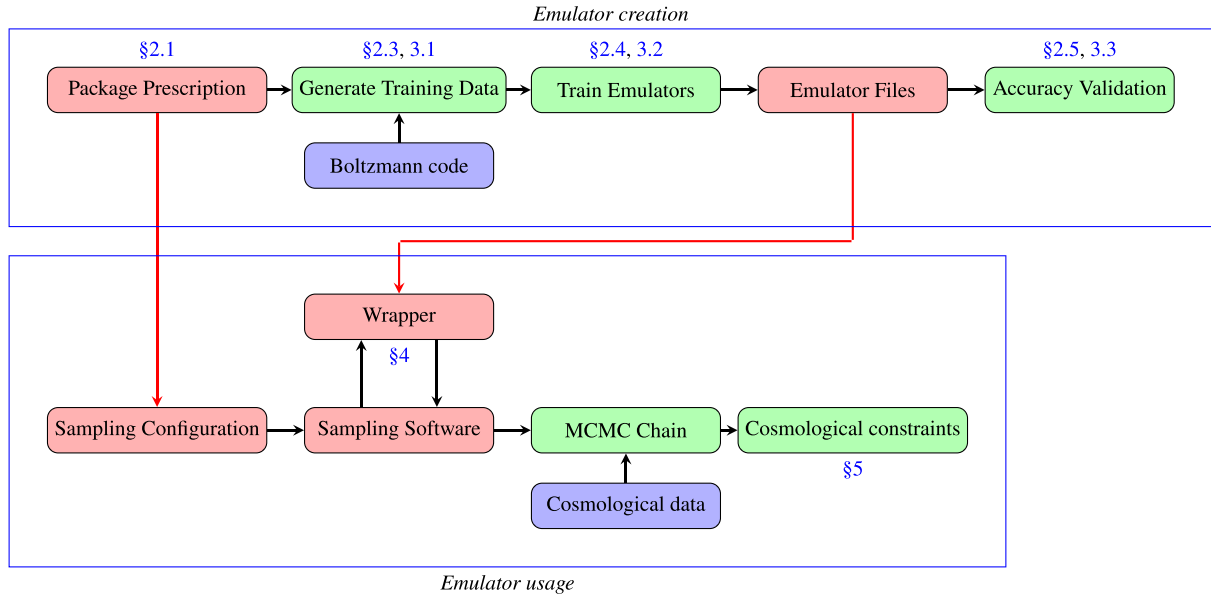 Emulator creation
§2.1
§2.3, 3.1
§2.4, 3.2
§2.5, 3.3
Package Prescription
Generate Training Data
Train Emulators
Emulator Files
Accuracy Validation
Boltzmann code
Wrapper
§4
Sampling Configuration
Sampling Software
MCMC Chain
Cosmological constraints
§5
Cosmological data
Emulator usage